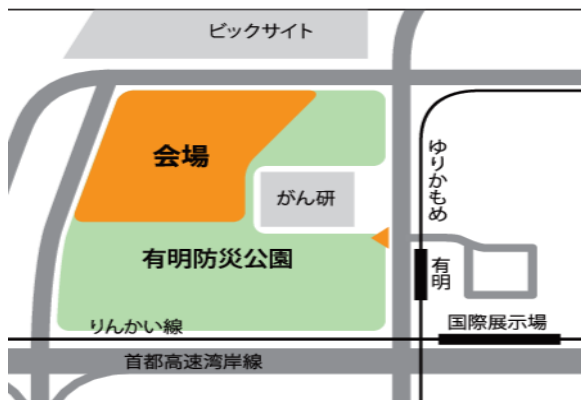 ビックサイト
会場
がん研
ゆりかもめ
有明防災公園
有明
国際展示場
りんかい線
首都高速湾岸線